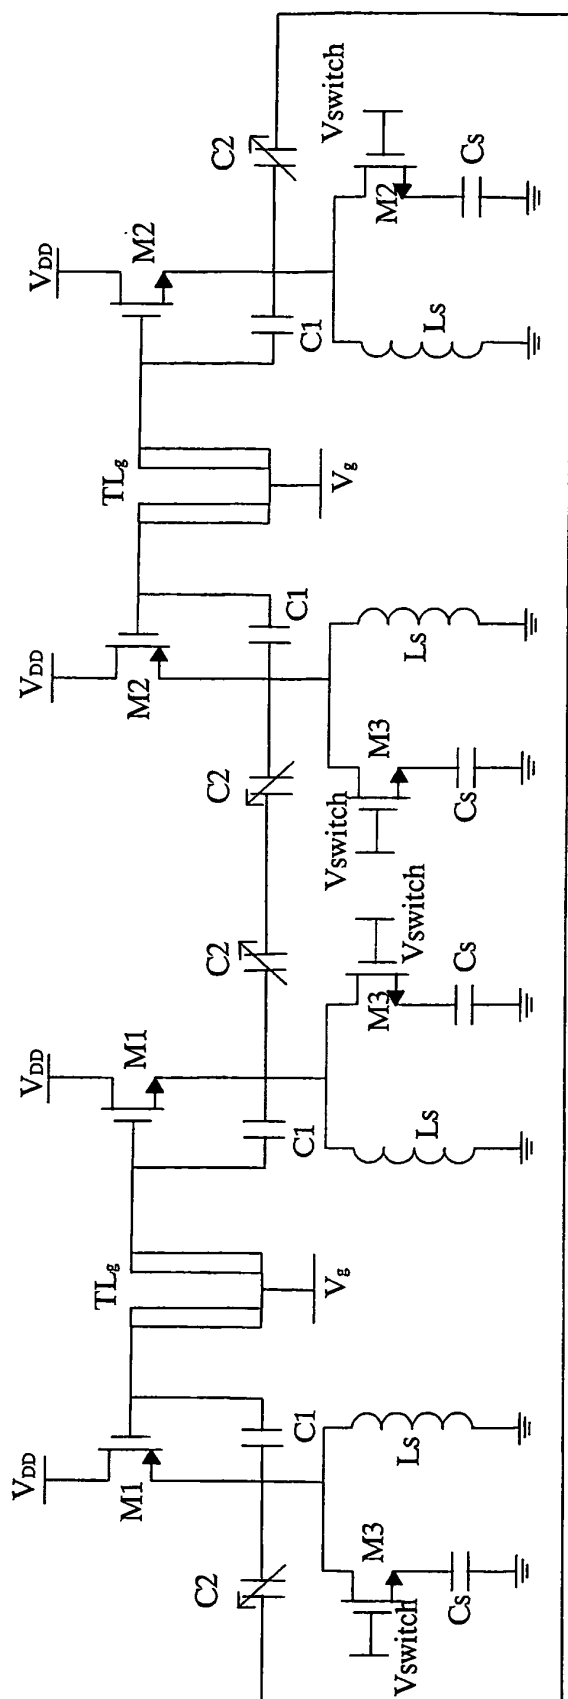 VDD
VDD
VDD
VDD
M1
M1
M2
M2
TLg
TLg
C2
C1
C1
C2
C2
C1
C1
C2
Vg
Vg
Vswitch
M3
Ls
Ls
M3
Vswitch
Vswitch
M3
Ls
Ls
M2
Vswitch
Cs
Cs
Cs
Cs